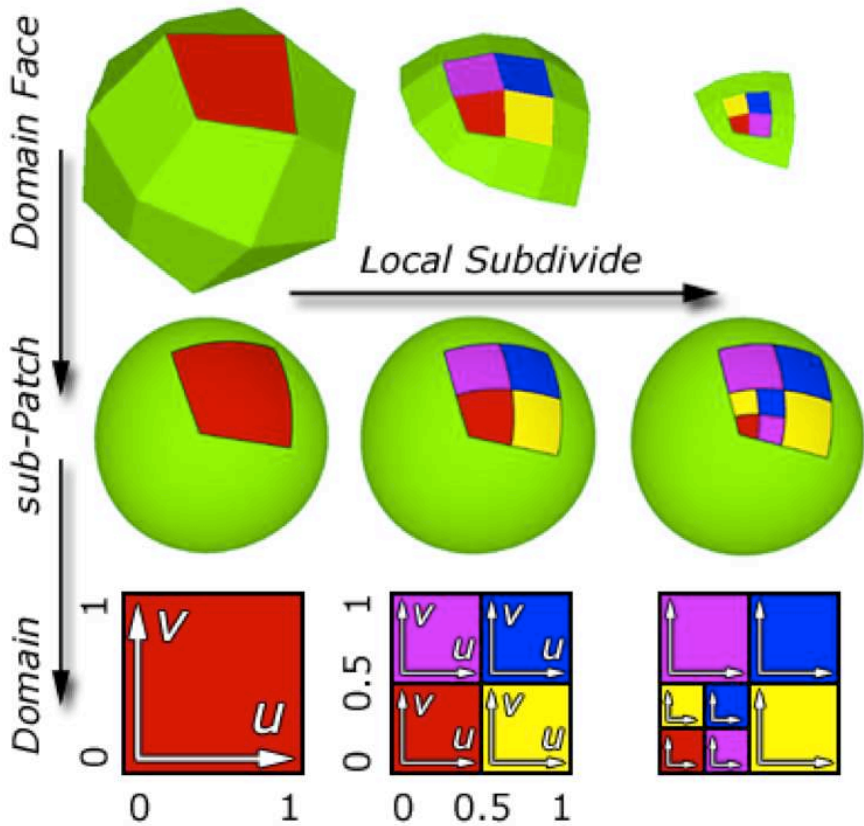 Domain Face
Local Subdivide
sub-Patch
Domain
1
0
v
u
0 1
1
0.5
0
v
u
v
u
v
u
v
u
0 0.5 1